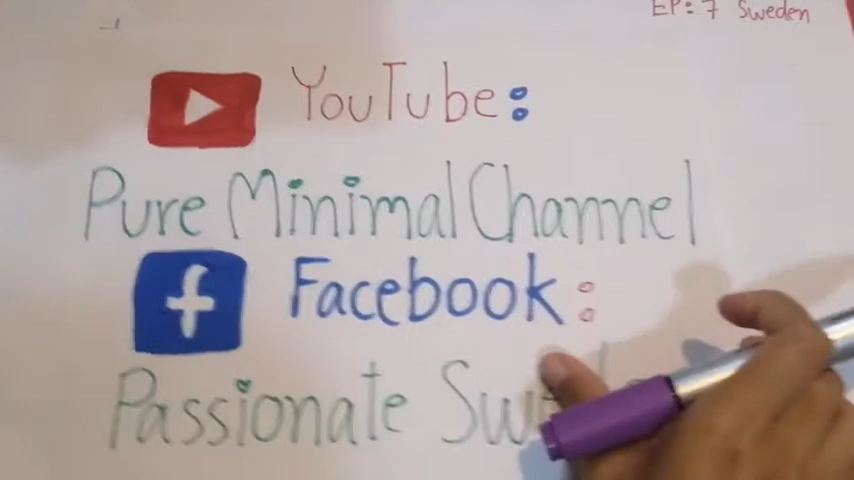 EP: 7 Sweden
YouTube:
Pure Minimal Channel
Facebook:
Passionate